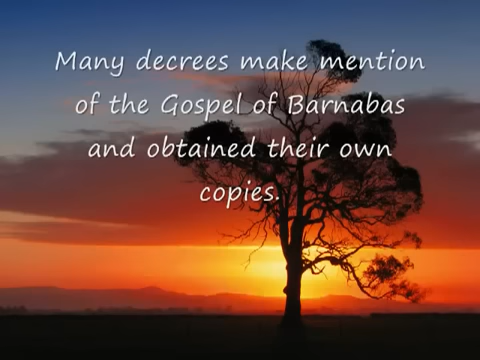 Many decrees make mention
of the Gospel of Barnabas
and obtained their own
copies.